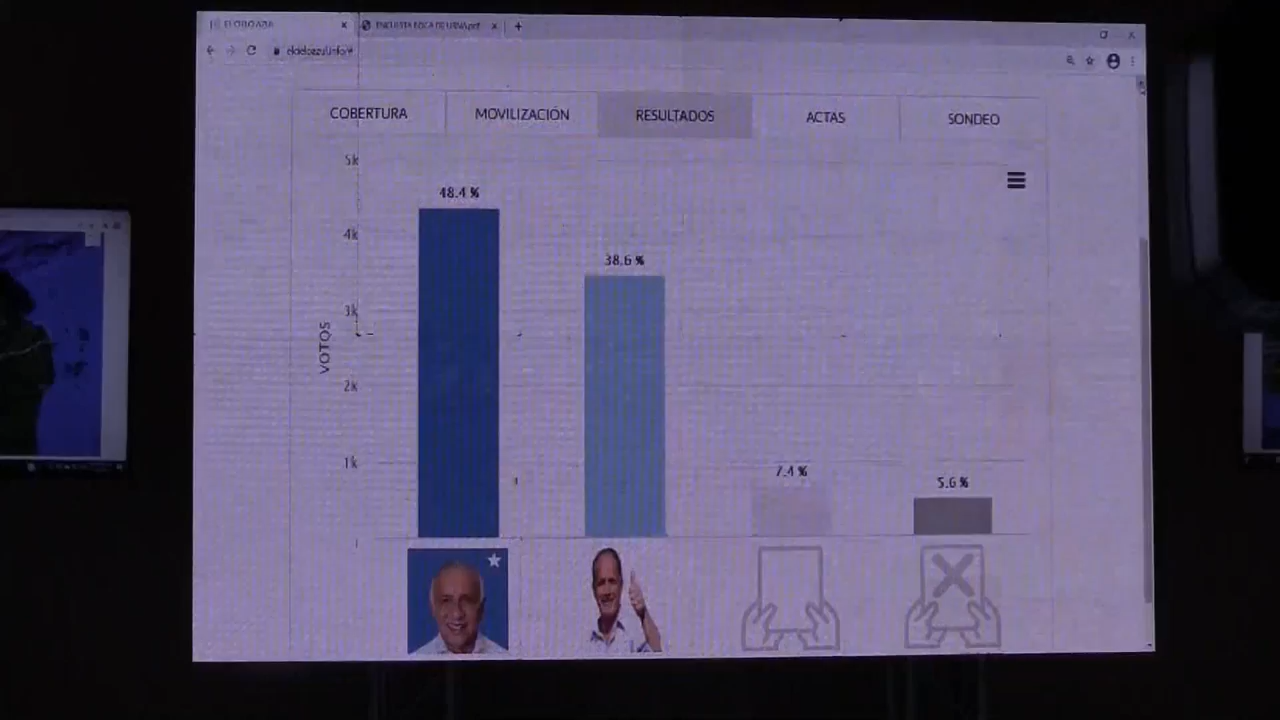 COBERTURA
MOVILIZACIÓN
RESULTADOS
ACTAS
SONDEO
VOTOS
5k
4k
3k
2k
1k
48.4 %
38.6 %
7.4 %
5.6 %